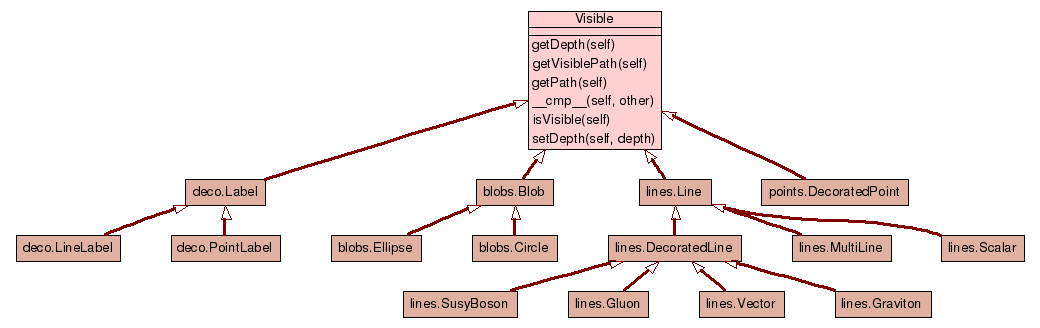 Visible
getDepth(self)
getVisiblePath(self)
getPath(self)
__cmp__(self, other)
isVisible(self)
setDepth(self, depth)
deco.Label
blobs.Blob
lines.Line
points.DecoratedPoint
deco.LineLabel
deco.PointLabel
blobs.Ellipse
blobs.Circle
lines.DecoratedLine
lines.MultiLine
lines.Scalar
lines.SusyBoson
lines.Gluon
lines.Vector
lines.Graviton